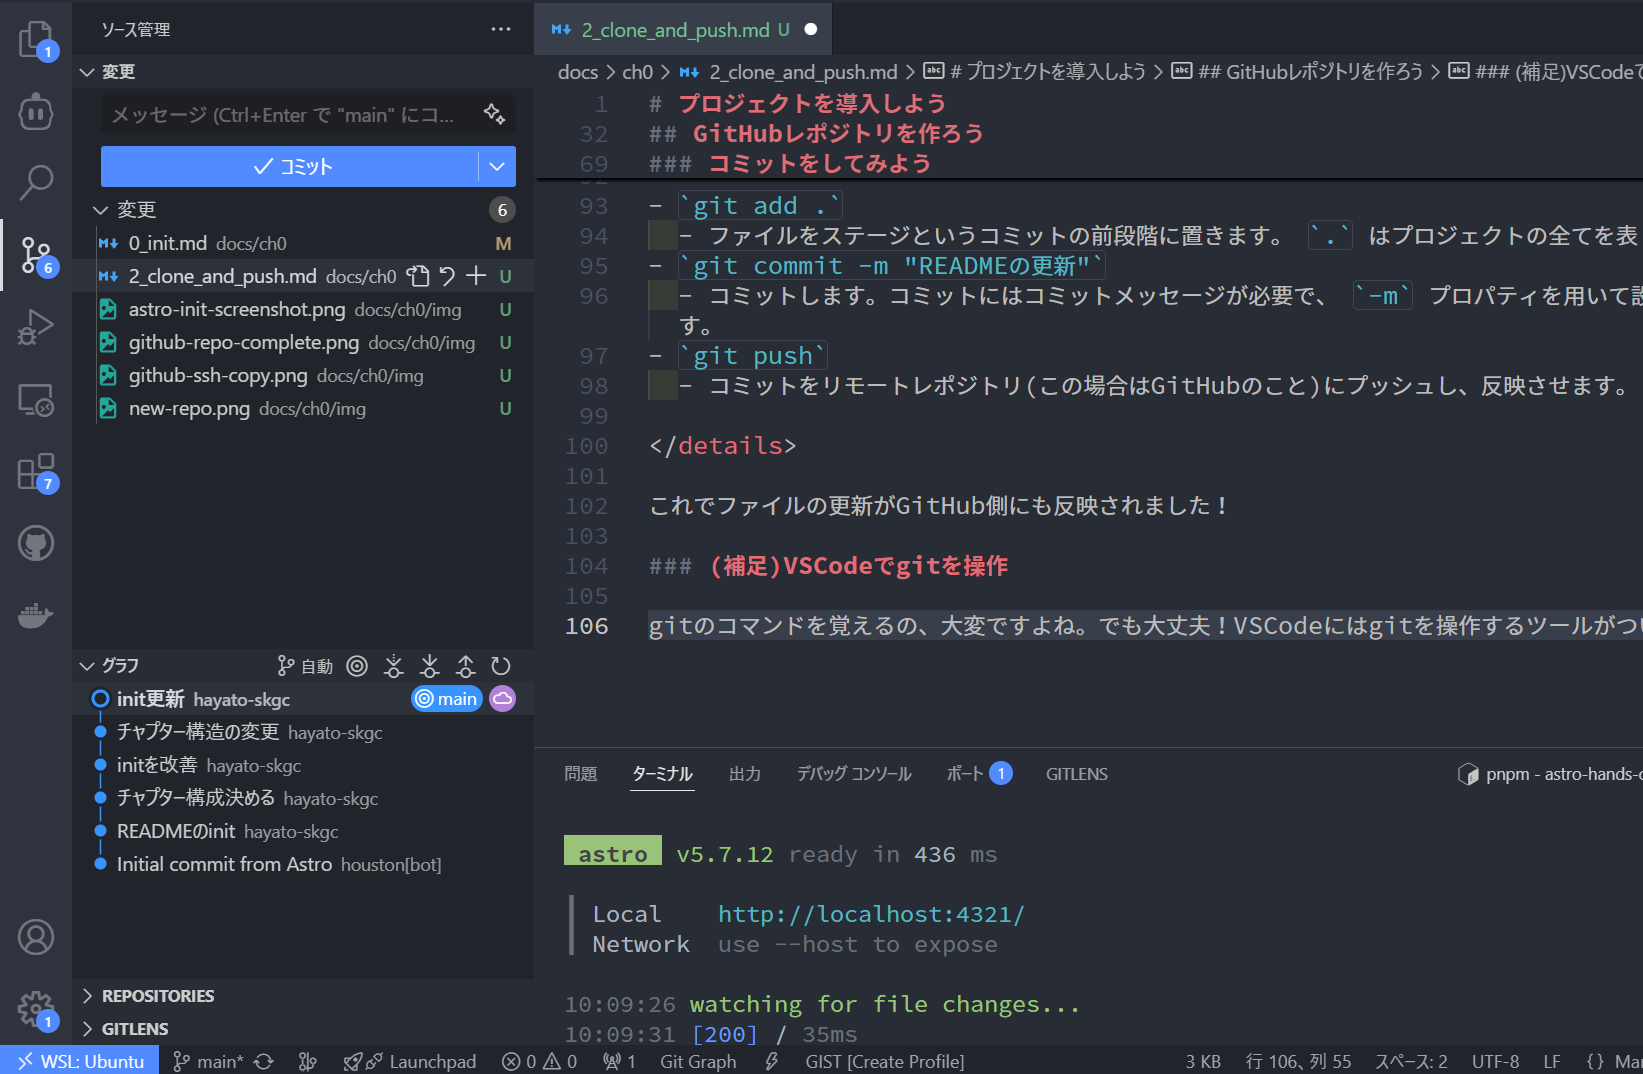 ソース管理
2_clone_and_push.md U
変更
docs > ch0 > 2_clone_and_push.md > # プロジェクトを導入しよう > ## GitHubレポジトリを作ろう > ### (補足)VSCodeで
メッセージ (Ctrl+Enter で "main" にコ...
コミット
変更 6
0_init.md docs/ch0 M
2_clone_and_push.md docs/ch0 U
astro-init-screenshot.png docs/ch0/img U
github-repo-complete.png docs/ch0/img U
github-ssh-copy.png docs/ch0/img U
new-repo.png docs/ch0/img U
1 # プロジェクトを導入しよう
32 ## GitHubレポジトリを作ろう
69 ### コミットをしてみよう
93 - `git add .`
94 - ファイルをステージというコミットの前段階に置きます。 `.` はプロジェクトの全てを表
95 - `git commit -m "READMEの更新"`
96 - コミットします。コミットにはコミットメッセージが必要で、 `-m` プロパティを用いて設
す。
97 - `git push`
98 - コミットをリモートレポジトリ(この場合はGitHubのこと)にプッシュし、反映させます。
99
100 </details>
101
102 これでファイルの更新がGitHub側にも反映されました！
103
104 ### (補足)VSCodeでgitを操作
105
106 gitのコマンドを覚えるの、大変ですよね。でも大丈夫！VSCodeにはgitを操作するツールがつい
1
6
7
1
グラフ 自動
init更新 hayato-skgc main
チャプター構造の変更 hayato-skgc
initを改善 hayato-skgc
チャプター構成決める hayato-skgc
READMEのinit hayato-skgc
Initial commit from Astro houston[bot]
REPOSITORIES
GITLENS
問題 ターミナル 出力 デバッグ コンソール ポート 1 GITLENS pnpm - astro-hands-o
astro v5.7.12 ready in 436 ms
Local http://localhost:4321/
Network use --host to expose
10:09:26 watching for file changes...
10:09:31 [200] / 35ms
WSL: Ubuntu main* Launchpad 0 0 1 Git Graph GIST [Create Profile] 3 KB 行 106、列 55 スペース: 2 UTF-8 LF {} Mar